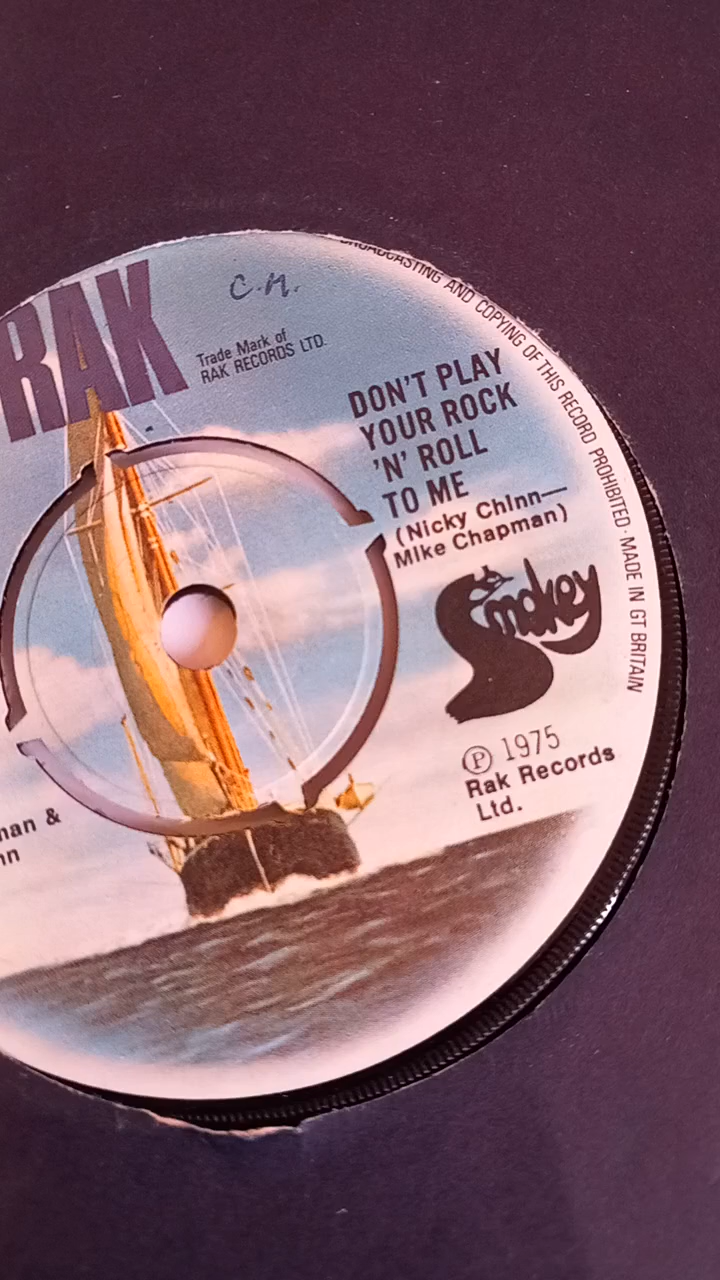 BROADCASTING AND COPYING OF THIS RECORD PROHIBITED · MADE IN GT BRITAIN
C.M.
RAK
Trade Mark of
RAK RECORDS LTD.
DON'T PLAY
YOUR ROCK
'N' ROLL
TO ME
(Nicky Chinn—
Mike Chapman)
Smokey
℗ 1975
Rak Records
Ltd.
&